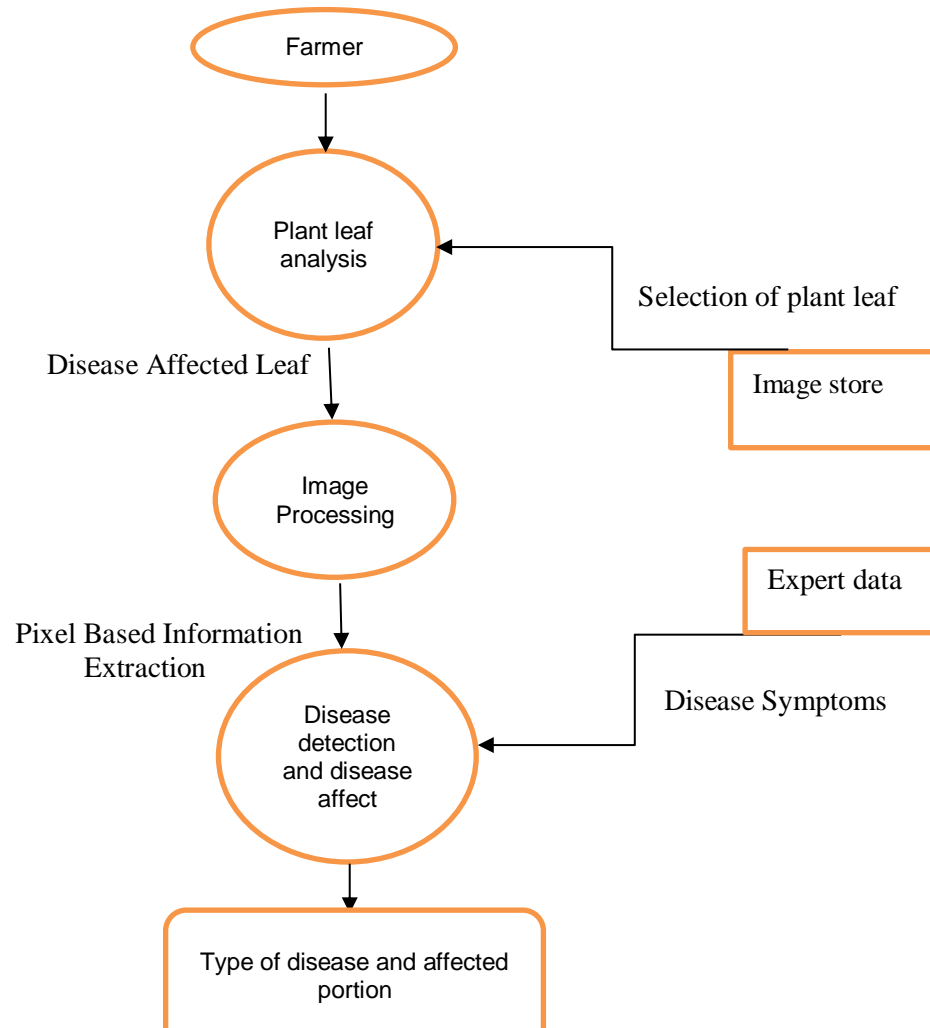 Farmer
Plant leaf
analysis
Selection of plant leaf
Disease Affected Leaf
Image store
Image
Processing
Expert data
Pixel Based Information
Extraction
Disease Symptoms
Disease
detection
and disease
affect
Type of disease and affected
portion